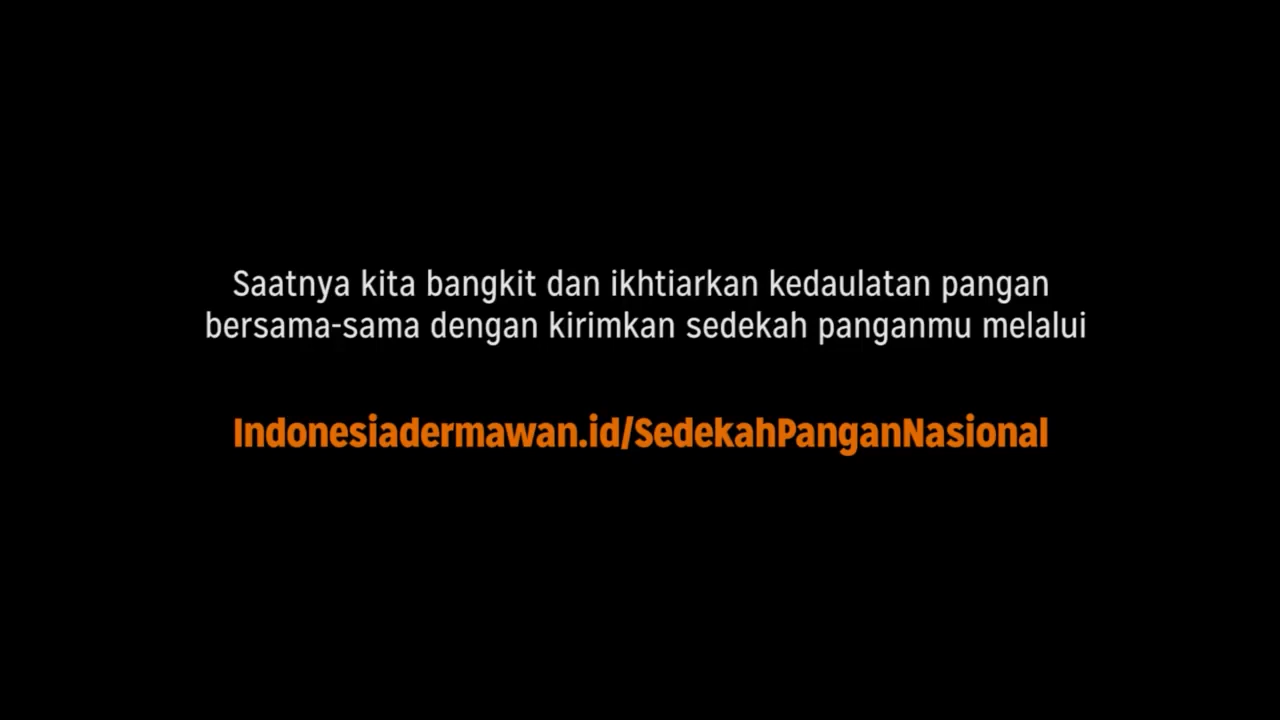 Saatnya kita bangkit dan ikhtiarkan kedaulatan pangan
bersama-sama dengan kirimkan sedekah panganmu melalui
Indonesiadermawan.id/SedekahPanganNasional